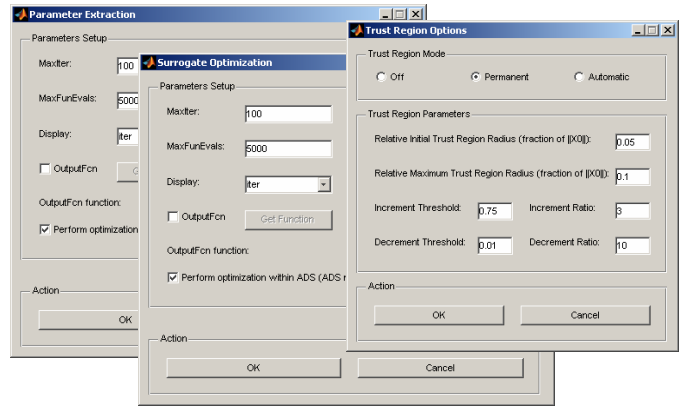 Parameter Extraction
Parameters Setup
MaxIter:
100
MaxFunEvals:
5000
Display:
iter
OutputFcn
G
OutputFcn function:
Perform optimization
Action
OK
Surrogate Optimization
Parameters Setup
MaxIter:
100
MaxFunEvals:
5000
Display:
iter
OutputFcn
Get Function
OutputFcn function:
Perform optimization within ADS (ADS
Action
OK
Cancel
Trust Region Options
Trust Region Mode
Off
Permanent
Automatic
Trust Region Parameters
Relative Initial Trust Region Radius (fraction of ||X0||):
0.05
Relative Maximum Trust Region Radius (fraction of ||X0||):
0.1
Increment Threshold:
0.75
Increment Ratio:
3
Decrement Threshold:
0.01
Decrement Ratio:
10
Action
OK
Cancel